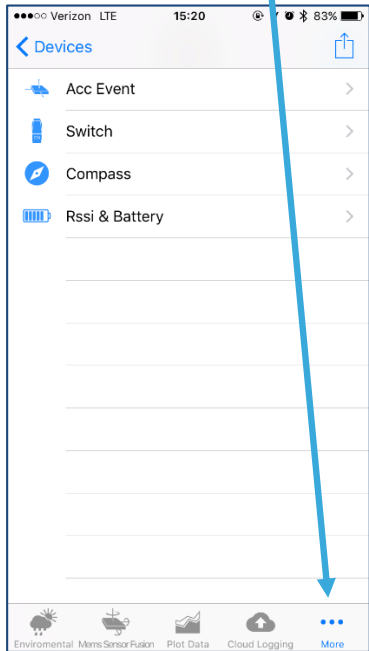 Verizon LTE 15:20 83%
Devices
Acc Event
Switch
Compass
Rssi & Battery
Enviromental Mems Sensor Fusion Plot Data Cloud Logging More